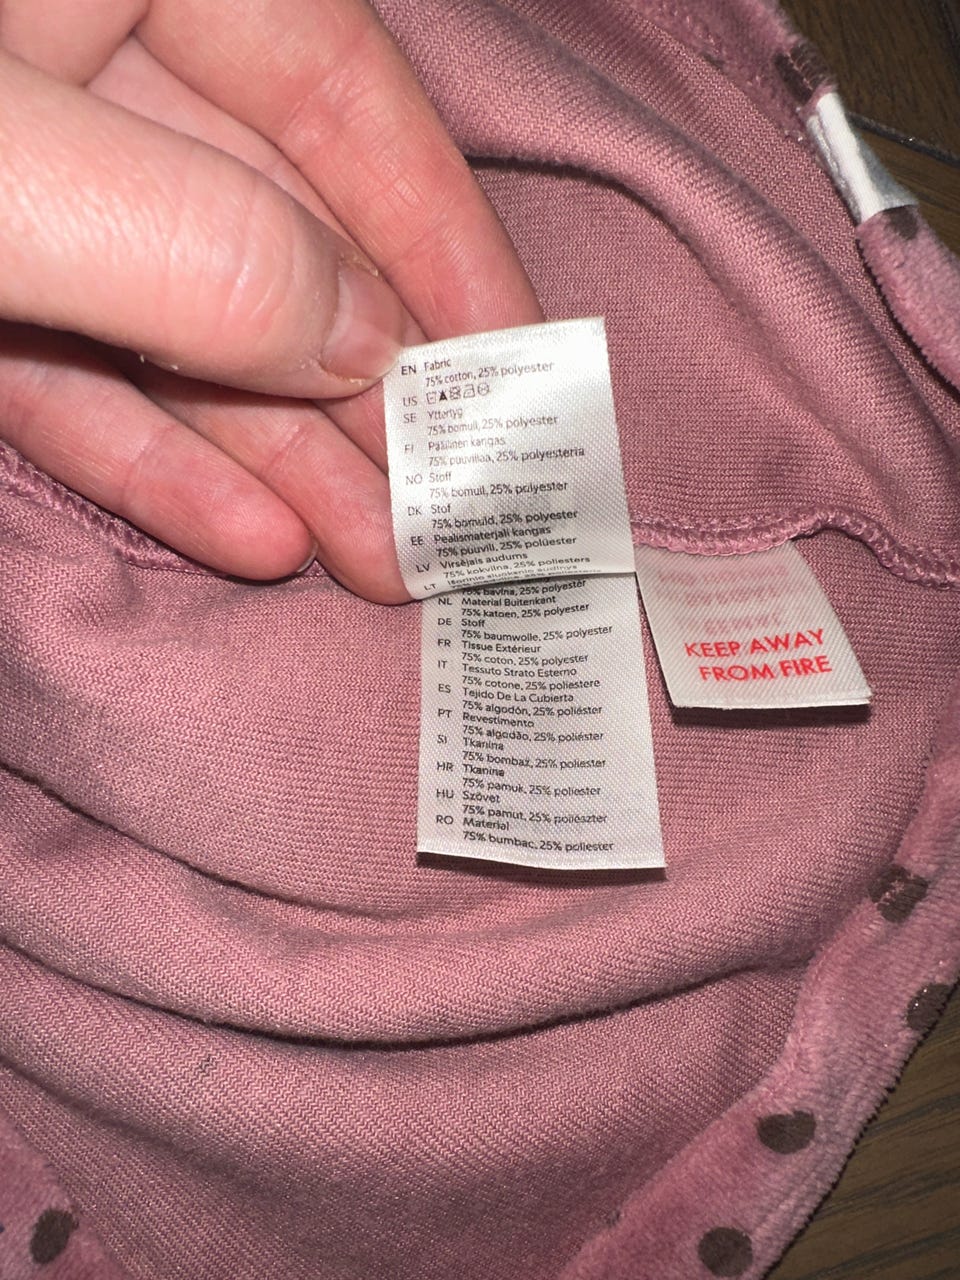 EN Fabric
75% cotton, 25% polyester
US
SE Yttertyg
75% bomull, 25% polyester
FI Päällinen kangas
75% puuvillaa, 25% polyesteria
NO Stoff
75% bomull, 25% polyester
DK Stof
75% bomuld, 25% polyester
EE Pealismaterjali kangas
75% puuvill, 25% polüester
LV Virsējais audums
75% kokvilna, 25% poliesters
LT Išorinio sluoksnio audinys
75% bavlna, 25% polyestér
NL Material Buitenkant
75% katoen, 25% polyester
DE Stoff
75% baumwolle, 25% polyester
FR Tissue Extérieur
75% coton, 25% polyester
IT Tessuto Strato Esterno
75% cotone, 25% poliestere
ES Tejido De La Cubierta
75% algodón, 25% poliéster
PT Revestimento
75% algodão, 25% poliéster
SI Tkanina
75% bombaž, 25% poliester
HR Tkanina
75% pamuk, 25% poliester
HU Szövet
75% pamut, 25% poliészter
RO Material
75% bumbac, 25% poliester
KEEP AWAY
FROM FIRE